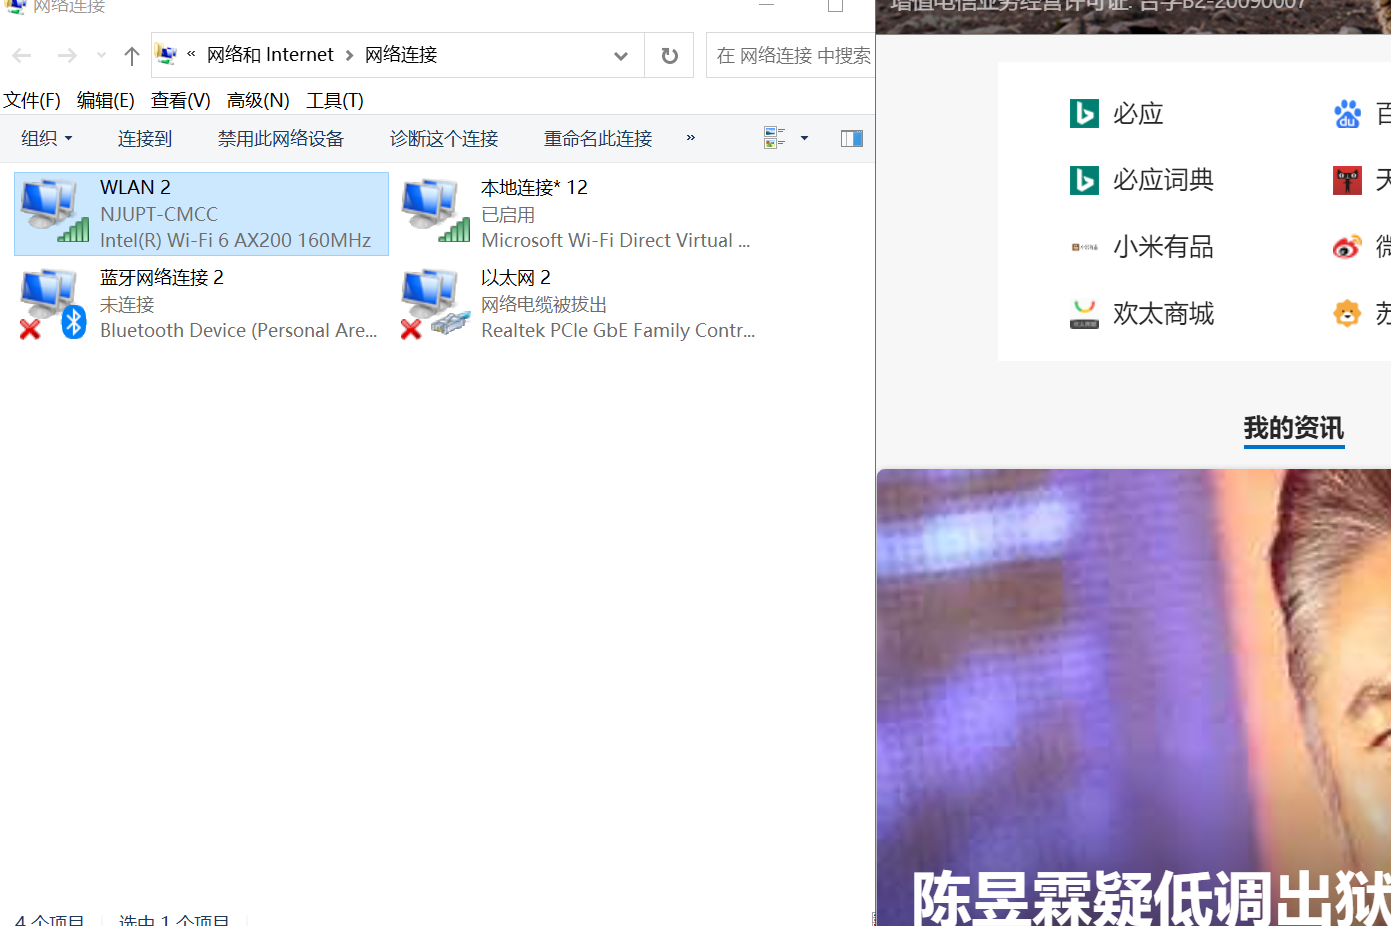 网络连接
« 网络和 Internet › 网络连接
在 网络连接 中搜索
文件(F) 编辑(E) 查看(V) 高级(N) 工具(T)
组织 连接到 禁用此网络设备 诊断这个连接 重命名此连接 »
WLAN 2
NJUPT-CMCC
Intel(R) Wi-Fi 6 AX200 160MHz
本地连接* 12
已启用
Microsoft Wi-Fi Direct Virtual ...
蓝牙网络连接 2
未连接
Bluetooth Device (Personal Are...
以太网 2
网络电缆被拔出
Realtek PCIe GbE Family Contr...
4 个项目 选中 1 个项目
增值电信业务经营许可证: 合字B2-20090007
必应
百
必应词典
天
小米有品
微
欢太商城
苏
我的资讯
陈昱霖疑低调出狱